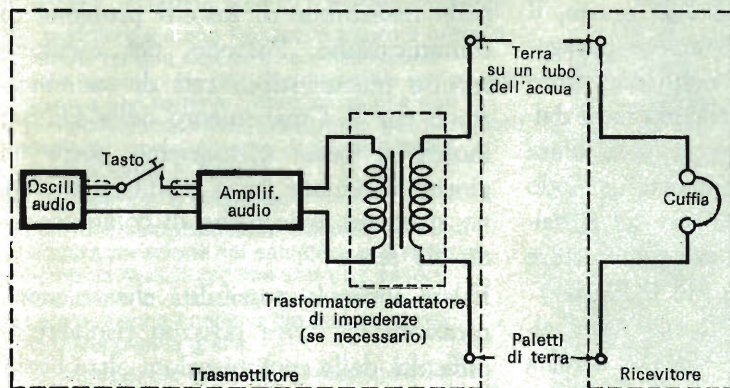 Terra
su un tubo
dell'acqua
Tasto
Oscill
audio
Amplif.
audio
Cuffia
Trasformatore adattatore
di impedenze
(se necessario)
Paletti
di terra
Trasmettitore
Ricevitore